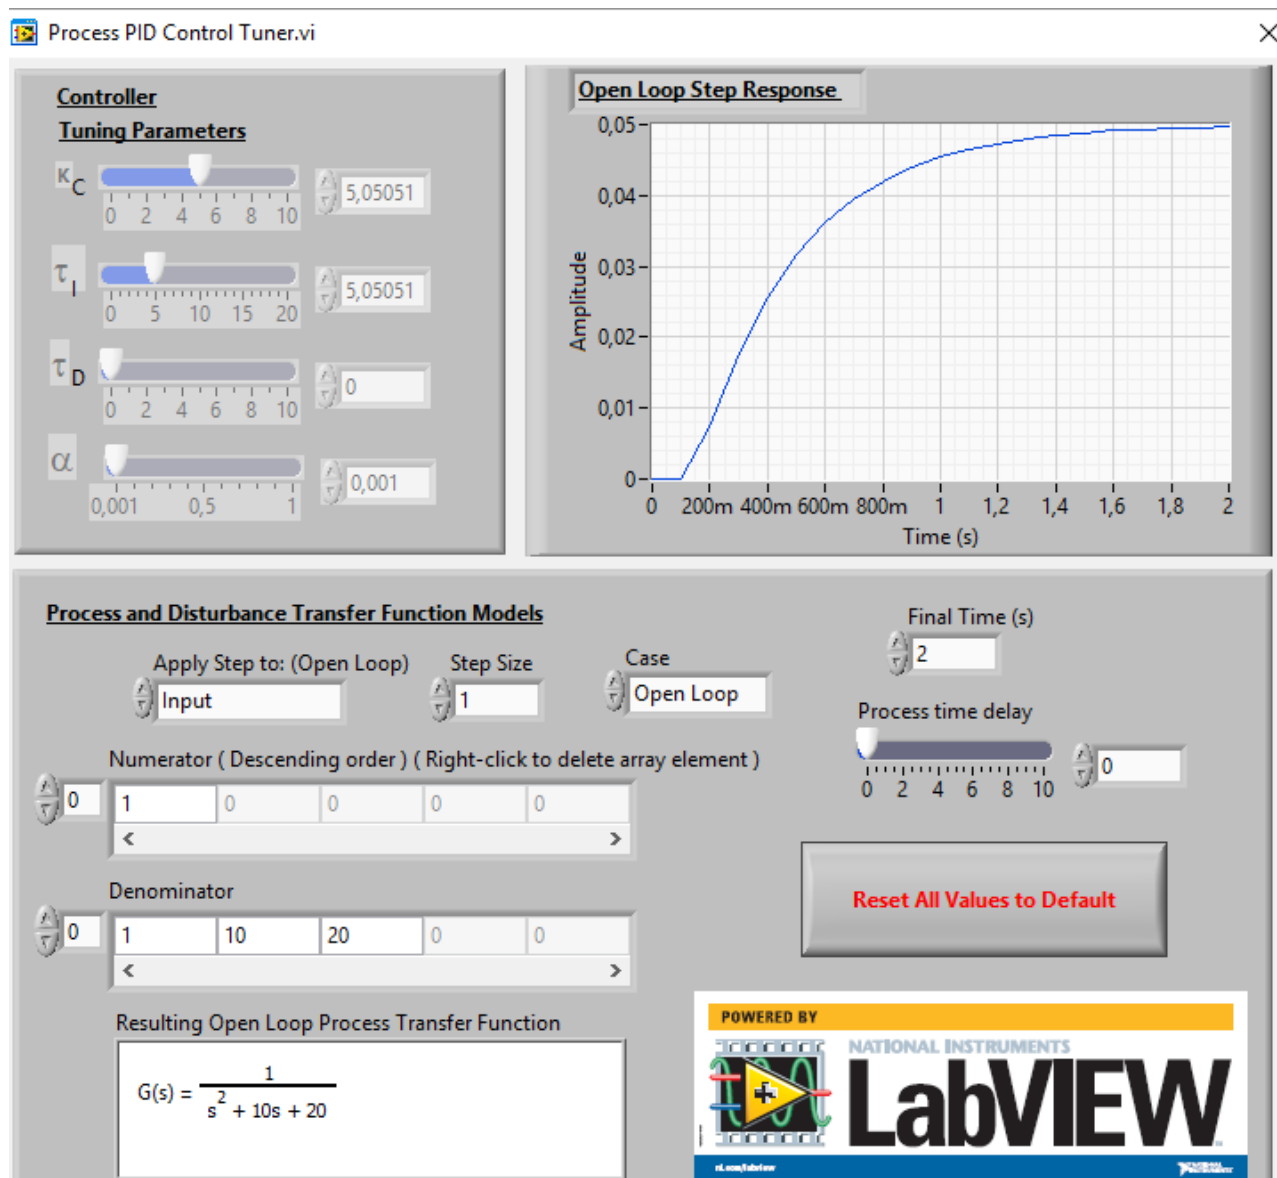 Process PID Control Tuner.vi
Controller
Tuning Parameters
K C
0 2 4 6 8 10
5,05051
τ I
0 5 10 15 20
5,05051
τ D
0 2 4 6 8 10
0
α
0,001 0,5 1
0,001
Open Loop Step Response
Amplitude
0,05
0,04
0,03
0,02
0,01
0
0 200m 400m 600m 800m 1 1,2 1,4 1,6 1,8 2
Time (s)
Process and Disturbance Transfer Function Models
Apply Step to: (Open Loop) Step Size Case
Input 1 Open Loop
Final Time (s)
2
Process time delay
0 2 4 6 8 10
0
Numerator ( Descending order ) ( Right-click to delete array element )
0 1 0 0 0 0
Denominator
0 1 10 20 0 0
Reset All Values to Default
Resulting Open Loop Process Transfer Function
1
G(s) =
s² + 10s + 20
POWERED BY
NATIONAL INSTRUMENTS
LabVIEW
ni.com/labview